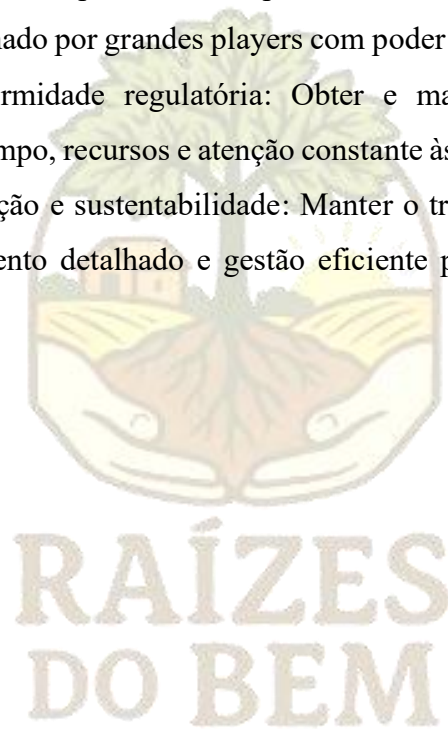 nado por grandes players com poder
rmidade regulatória: Obter e ma
mpo, recursos e atenção constante às
ção e sustentabilidade: Manter o tr
ento detalhado e gestão eficiente p
RAÍZES
DO BEM